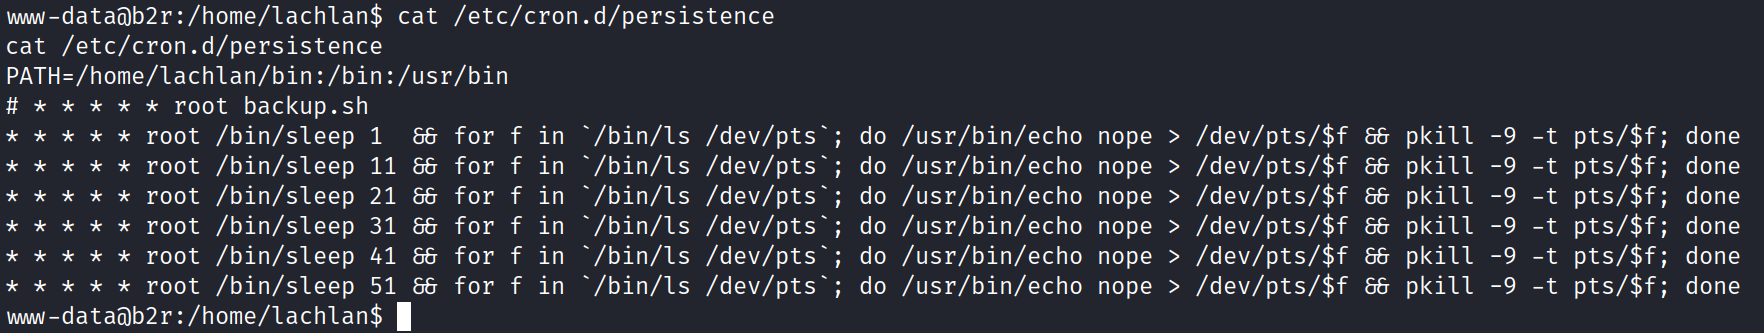 www-data@b2r:/home/lachlan$ cat /etc/cron.d/persistence
cat /etc/cron.d/persistence
PATH=/home/lachlan/bin:/bin:/usr/bin
# * * * * * root backup.sh
* * * * * root /bin/sleep 1  && for f in `/bin/ls /dev/pts`; do /usr/bin/echo nope > /dev/pts/$f && pkill -9 -t pts/$f; done
* * * * * root /bin/sleep 11 && for f in `/bin/ls /dev/pts`; do /usr/bin/echo nope > /dev/pts/$f && pkill -9 -t pts/$f; done
* * * * * root /bin/sleep 21 && for f in `/bin/ls /dev/pts`; do /usr/bin/echo nope > /dev/pts/$f && pkill -9 -t pts/$f; done
* * * * * root /bin/sleep 31 && for f in `/bin/ls /dev/pts`; do /usr/bin/echo nope > /dev/pts/$f && pkill -9 -t pts/$f; done
* * * * * root /bin/sleep 41 && for f in `/bin/ls /dev/pts`; do /usr/bin/echo nope > /dev/pts/$f && pkill -9 -t pts/$f; done
* * * * * root /bin/sleep 51 && for f in `/bin/ls /dev/pts`; do /usr/bin/echo nope > /dev/pts/$f && pkill -9 -t pts/$f; done
www-data@b2r:/home/lachlan$